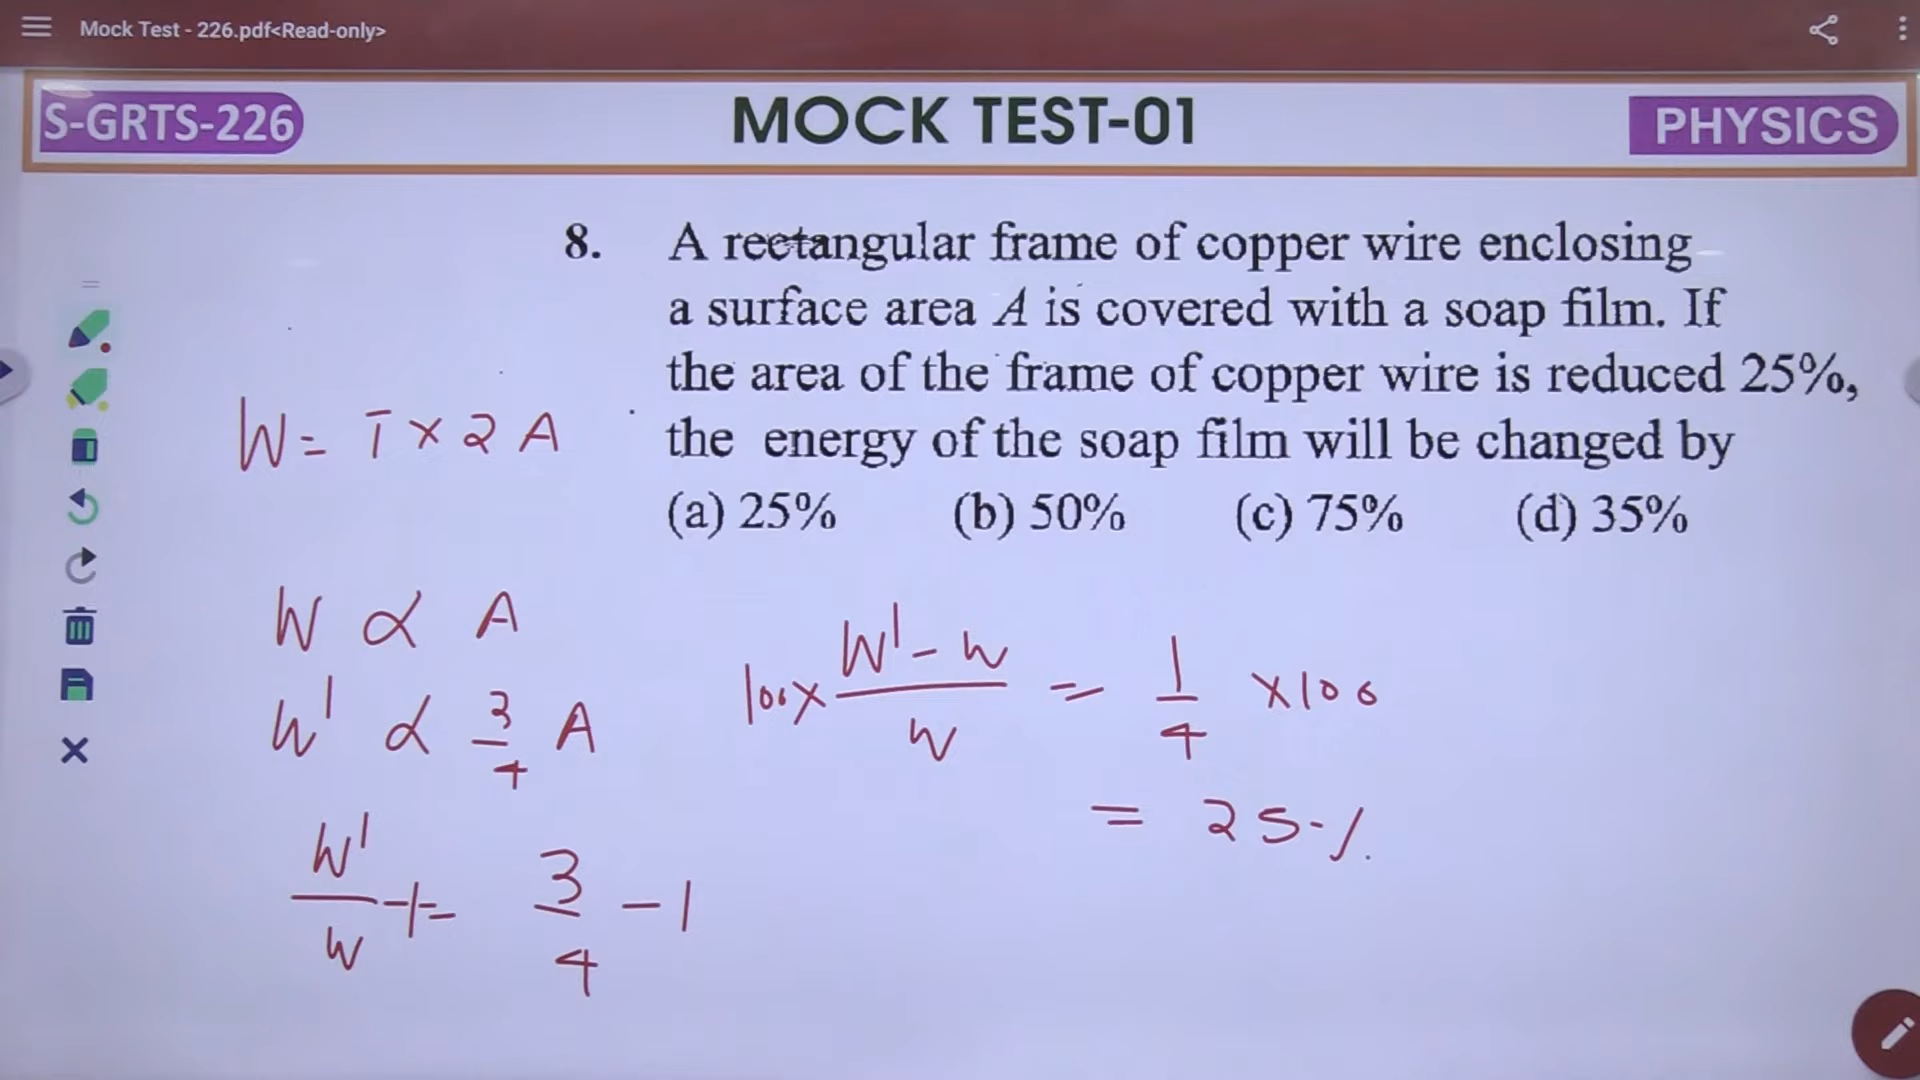 Mock Test - 226.pdf<Read-only>
S-GRTS-226
MOCK TEST-01
PHYSICS
8. A rectangular frame of copper wire enclosing
a surface area A is covered with a soap film. If
the area of the frame of copper wire is reduced 25%,
the energy of the soap film will be changed by
(a) 25% (b) 50% (c) 75% (d) 35%
W = T × 2 A
W ∝ A
W' ∝ 3/4 A
W'/W - 1 = 3/4 - 1
100 × (W' - W)/W = 1/4 × 100
= 25%.